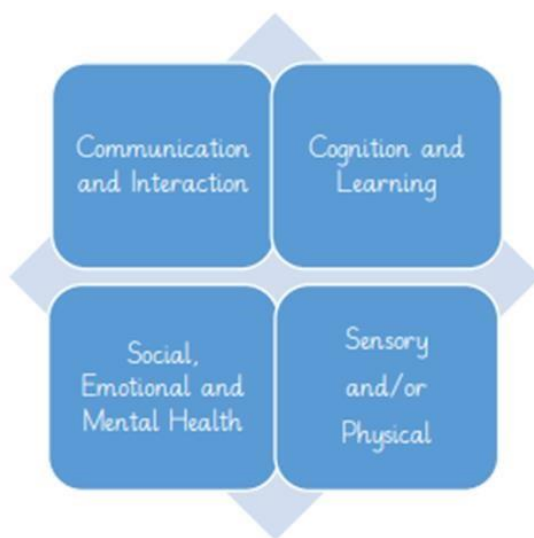 Communication
and Interaction
Cognition and
Learning
Social,
Emotional and
Mental Health
Sensory
and/or
Physical